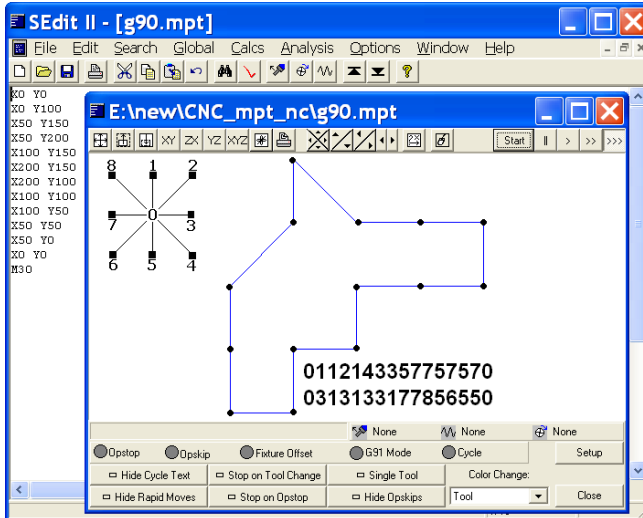 SEdit II - [g90.mpt]
File Edit Search Global Calcs Analysis Options Window Help
X0 Y0
X0 Y100
X50 Y150
X50 Y200
X100 Y150
X200 Y150
X200 Y100
X100 Y100
X100 Y50
X50 Y50
X50 Y0
X0 Y0
M30
E:\new\CNC_mpt_nc\g90.mpt
XY ZX YZ XYZ Start || > >> >>>
8 1 2
7 0 3
6 5 4
0112143357757570
0313133177856550
None None None
Opstop Opskip Fixture Offset G91 Mode Cycle Setup
Hide Cycle Text Stop on Tool Change Single Tool Color Change:
Hide Rapid Moves Stop on Opstop Hide Opskips Tool Close